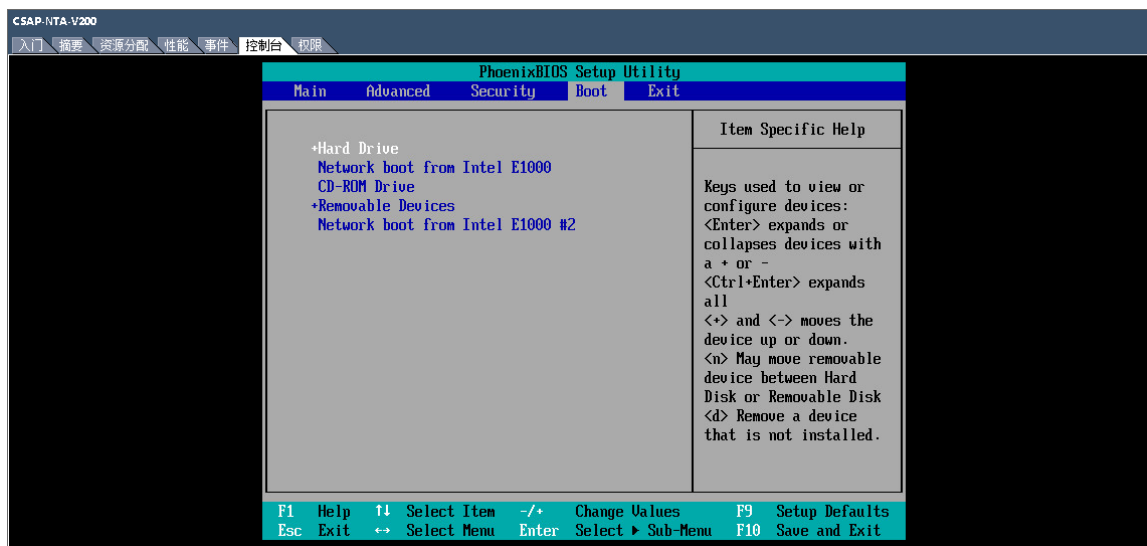 CSAP-NTA-V200
入门 摘要 资源分配 性能 事件 控制台 权限
PhoenixBIOS Setup Utility
Main Advanced Security Boot Exit
Item Specific Help
+Hard Drive
Network boot from Intel E1000
CD-ROM Drive
+Removable Devices
Network boot from Intel E1000 #2
Keys used to view or
configure devices:
<Enter> expands or
collapses devices with
a + or -
<Ctrl+Enter> expands
all
<+> and <-> moves the
device up or down.
<n> May move removable
device between Hard
Disk or Removable Disk
<d> Remove a device
that is not installed.
F1 Help ↑↓ Select Item -/+ Change Values F9 Setup Defaults
Esc Exit ↔ Select Menu Enter Select ▶ Sub-Menu F10 Save and Exit